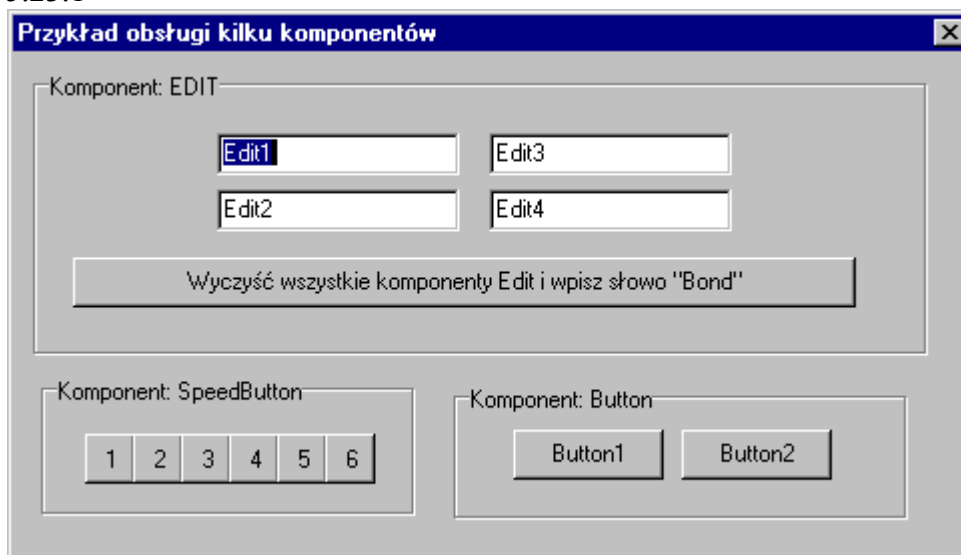 Przykład obsługi kilku komponentów
Komponent: EDIT
Edit1 Edit3
Edit2 Edit4
Wyczyść wszystkie komponenty Edit i wpisz słowo "Bond"
Komponent: SpeedButton
1 2 3 4 5 6
Komponent: Button
Button1 Button2